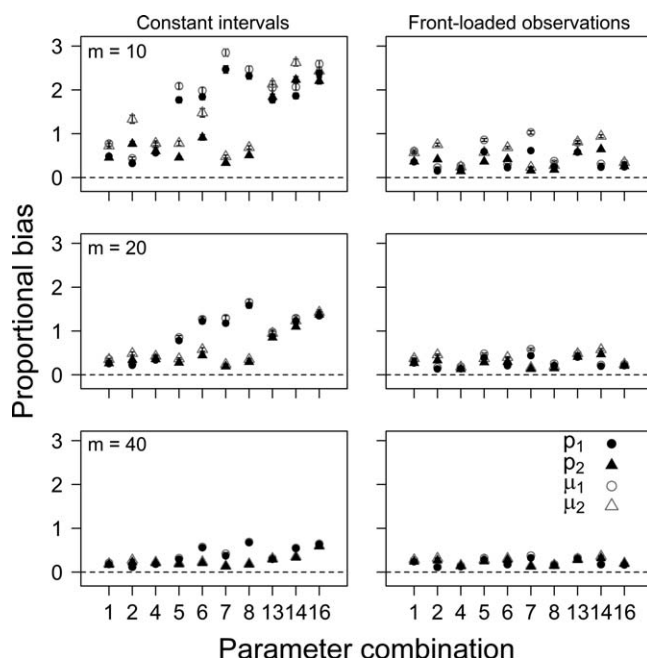 Constant intervals
Front-loaded observations
m = 10
3
2
1
0
m = 20
3
2
1
0
m = 40
3
2
1
0
Proportional bias
p1
p2
μ1
μ2
1 2 4 5 6 7 8 13 14 16
1 2 4 5 6 7 8 13 14 16
Parameter combination